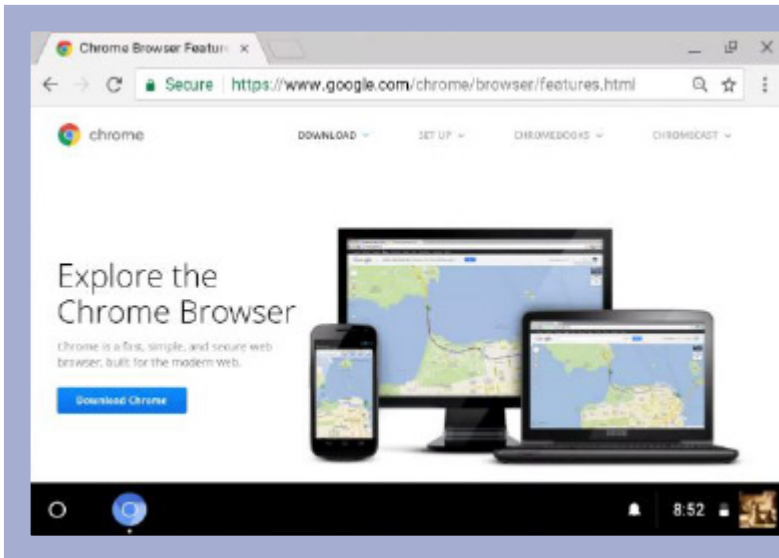 Chrome Browser Featur
Secure https://www.google.com/chrome/browser/features.html
chrome DOWNLOAD SET UP CHROMEBOOKS CHROMECAST
Explore the
Chrome Browser
Chrome is a fast, simple, and secure web
browser, built for the modern web.
Download Chrome
Google
8:52